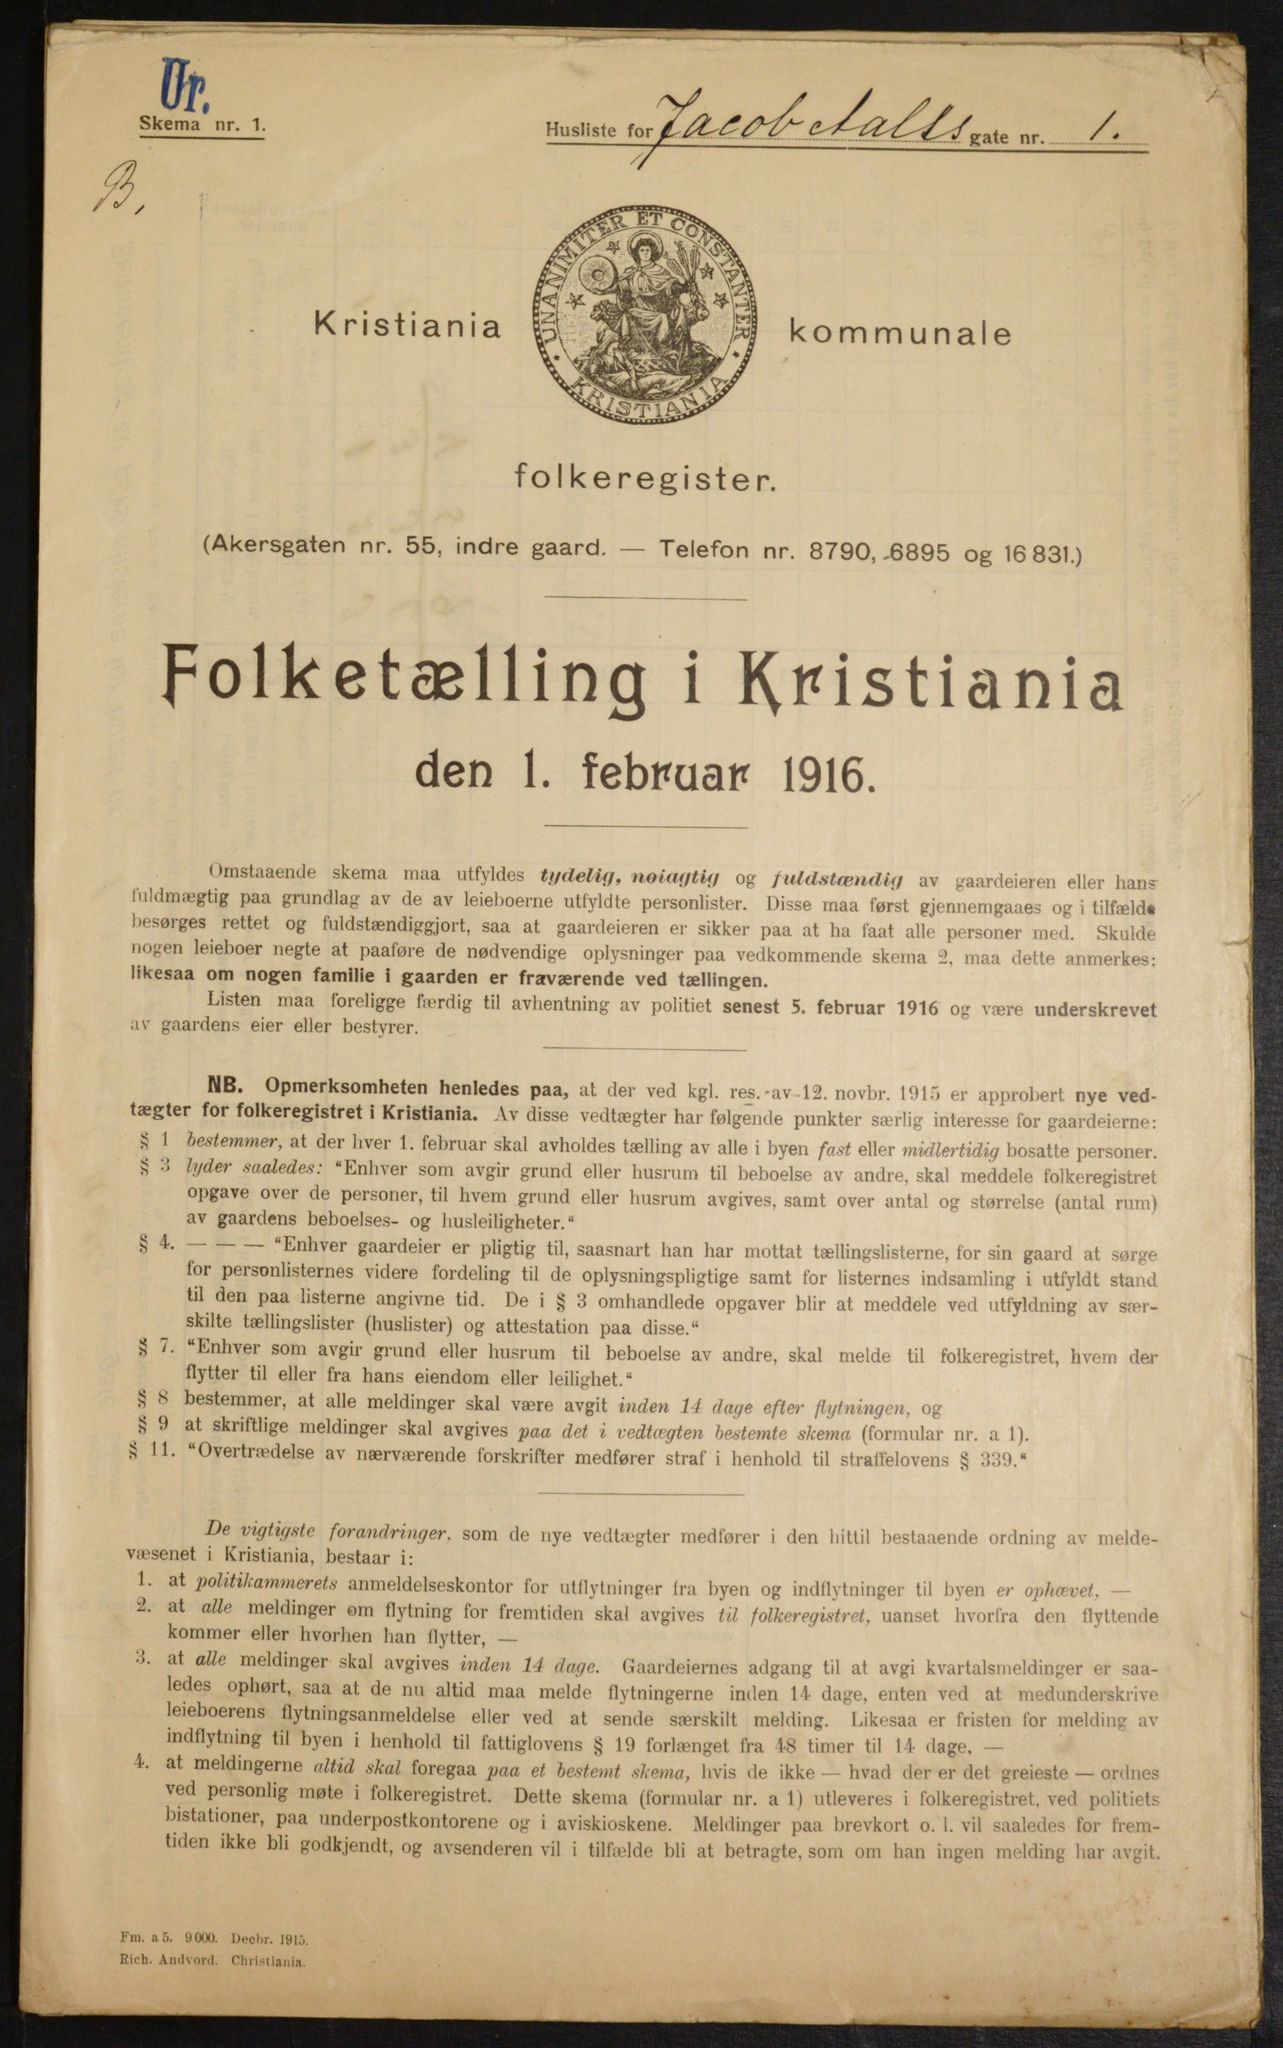 Ur.
Skema nr. 1.
Husliste for Jacob Aalls gate nr. 1.
B.
UNANIMITER ET CONSTANTER
KRISTIANIA
Kristiania kommunale
folkeregister.
(Akersgaten nr. 55, indre gaard. — Telefon nr. 8790, 6895 og 16831.)
Folketælling i Kristiania
den 1. februar 1916.
Omstaaende skema maa utfyldes tydelig, nøiagtig og fuldstændig av gaardeieren eller hans
fuldmægtig paa grundlag av de av leieboerne utfyldte personlister. Disse maa først gjennemgaaes og i tilfælde
besørges rettet og fuldstændiggjort, saa at gaardeieren er sikker paa at ha faat alle personer med. Skulde
nogen leieboer negte at paaføre de nødvendige oplysninger paa vedkommende skema 2, maa dette anmerkes;
likesaa om nogen familie i gaarden er fraværende ved tællingen.
Listen maa foreligge færdig til avhentning av politiet senest 5. februar 1916 og være underskrevet
av gaardens eier eller bestyrer.
NB. Opmerksomheten henledes paa, at der ved kgl. res. av 12. novbr. 1915 er approbert nye ved-
tægter for folkeregistret i Kristiania. Av disse vedtægter har følgende punkter særlig interesse for gaardeierne:
§ 1 bestemmer, at der hver 1. februar skal avholdes tælling av alle i byen fast eller midlertidig bosatte personer.
§ 3 lyder saaledes: "Enhver som avgir grund eller husrum til beboelse av andre, skal meddele folkeregistret
opgave over de personer, til hvem grund eller husrum avgives, samt over antal og størrelse (antal rum)
av gaardens beboelses- og husleiligheter."
§ 4. — — — "Enhver gaardeier er pligtig til, saasnart han har mottat tællingslisterne, for sin gaard at sørge
for personlisternes videre fordeling til de oplysningspligtige samt for listernes indsamling i utfyldt stand
til den paa listerne angivne tid. De i § 3 omhandlede opgaver blir at meddele ved utfyldning av sær-
skilte tællingslister (huslister) og attestation paa disse."
§ 7. "Enhver som avgir grund eller husrum til beboelse av andre, skal melde til folkeregistret, hvem der
flytter til eller fra hans eiendom eller leilighet."
§ 8 bestemmer, at alle meldinger skal være avgit inden 14 dage efter flytningen, og
§ 9 at skriftlige meldinger skal avgives paa det i vedtægten bestemte skema (formular nr. a 1).
§ 11. "Overtrædelse av nærværende forskrifter medfører straf i henhold til straffelovens § 339."
De vigtigste forandringer, som de nye vedtægter medfører i den hittil bestaaende ordning av melde-
væsenet i Kristiania, bestaar i:
1. at politikammerets anmeldelseskontor for utflytninger fra byen og indflytninger til byen er ophævet, —
2. at alle meldinger om flytning for fremtiden skal avgives til folkeregistret, uanset hvorfra den flyttende
kommer eller hvorhen han flytter, —
3. at alle meldinger skal avgives inden 14 dage. Gaardeiernes adgang til at avgi kvartalsmeldinger er saa-
ledes ophørt, saa at de nu altid maa melde flytningerne inden 14 dage, enten ved at medunderskrive
leieboerens flytningsanmeldelse eller ved at sende særskilt melding. Likesaa er fristen for melding av
indflytning til byen i henhold til fattiglovens § 19 forlænget fra 48 timer til 14 dage, —
4. at meldingerne altid skal foregaa paa et bestemt skema, hvis de ikke — hvad der er det greieste — ordnes
ved personlig møte i folkeregistret. Dette skema (formular nr. a 1) utleveres i folkeregistret, ved politiets
bistationer, paa underpostkontorene og i aviskioskene. Meldinger paa brevkort o. l. vil saaledes for frem-
tiden ikke bli godkjendt, og avsenderen vil i tilfælde bli at betragte, som om han ingen melding har avgit.
Fm. a 5. 9000. Decbr. 1915.
Rich. Andvord. Christiania.